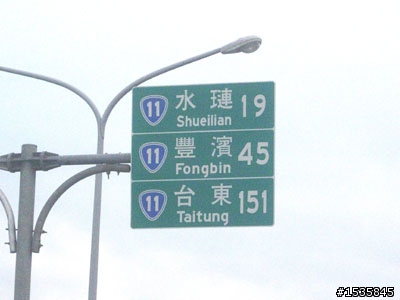 11 水璉 19
Shueilian
11 豐濱 45
Fongbin
11 台東 151
Taitung
#1535845